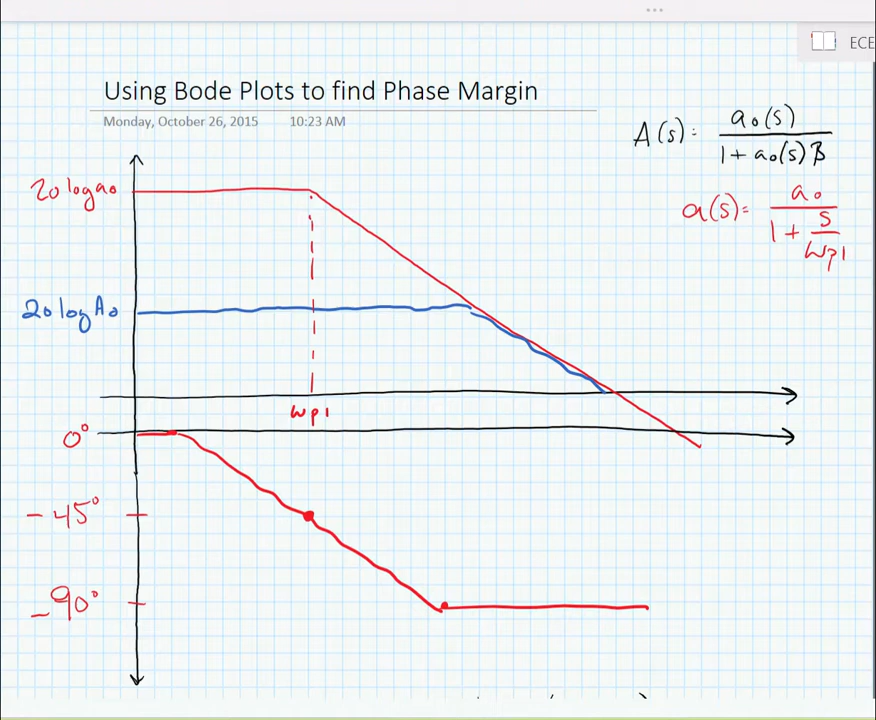 ECE
Using Bode Plots to find Phase Margin
Monday, October 26, 2015 10:23 AM
A(s) = a₀(s) / 1 + a₀(s) β
20 log a₀
a(s) = a₀ / 1 + s / ωp1
20 log A₀
ωp1
0°
-45°
-90°